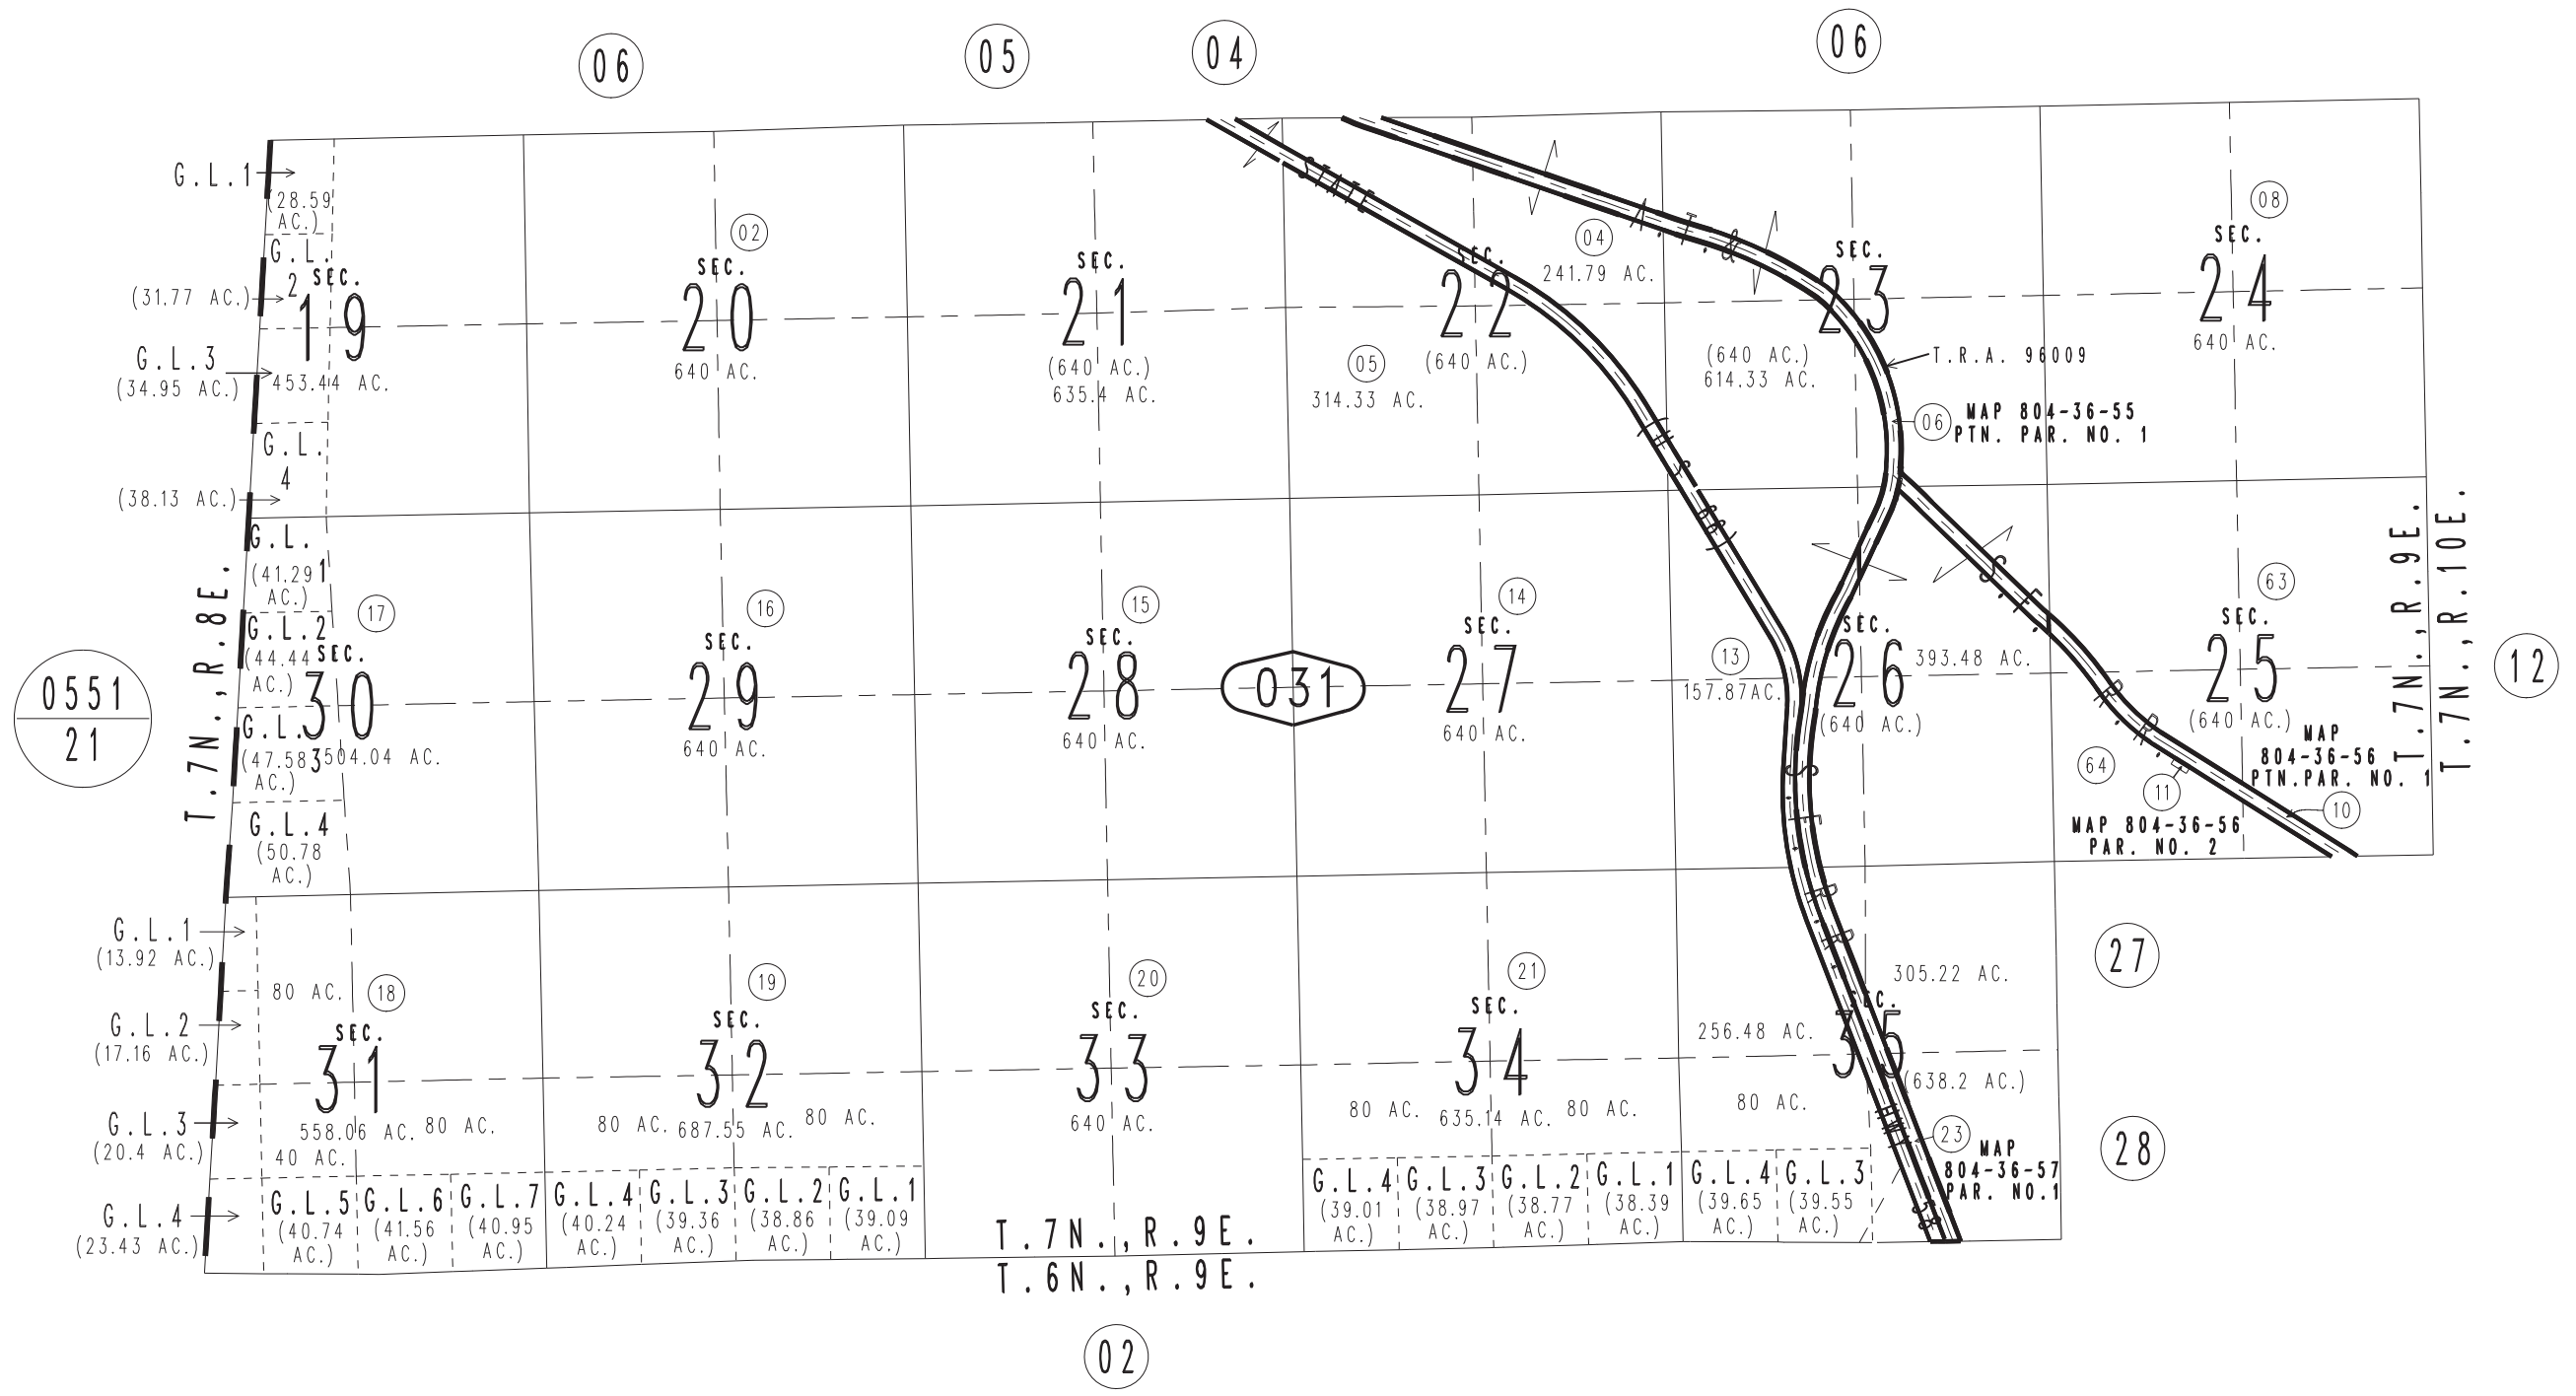 06
05
04
06
G.L.1
(28.59
AC.)
G.L.
2
(31.77 AC.)
SEC.
19
G.L.3
(34.95 AC.)
453.44 AC.
G.L.
4
(38.13 AC.)
02
SEC.
20
640 AC.
SEC.
21
(640 AC.)
635.4 AC.
STATE
HIGHWAY
SEC.
22
(640 AC.)
05
314.33 AC.
04
241.79 AC.
A.T.&
SEC.
23
(640 AC.)
614.33 AC.
T.R.A. 96009
06
MAP 804-36-55
PTN. PAR. NO. 1
08
SEC.
24
640 AC.
T.7N.,R.8E.
0551
21
G.L.
1
(41.29
AC.)
G.L.2
(44.44
AC.)
17
SEC.
30
G.L.
3
(47.58
AC.)
504.04 AC.
G.L.4
(50.78
AC.)
16
SEC.
29
640 AC.
15
SEC.
28
640 AC.
031
14
SEC.
27
640 AC.
13
157.87AC.
SEC.
26
393.48 AC.
(640 AC.)
S.F.
R.R.
S.F.
R.R.
63
SEC.
25
(640 AC.)
MAP
804-36-56
PTN.PAR. NO. 1
64
11
10
MAP 804-36-56
PAR. NO. 2
T.7N.,R.9E.
T.7N.,R.10E.
12
G.L.1
(13.92 AC.)
80 AC.
18
G.L.2
(17.16 AC.)
SEC.
31
G.L.3
(20.4 AC.)
558.06 AC.
80 AC.
40 AC.
G.L.4
(23.43 AC.)
G.L.5
(40.74
AC.)
G.L.6
(41.56
AC.)
G.L.7
(40.95
AC.)
19
SEC.
32
80 AC.
687.55 AC.
80 AC.
G.L.4
(40.24
AC.)
G.L.3
(39.36
AC.)
G.L.2
(38.86
AC.)
G.L.1
(39.09
AC.)
20
SEC.
33
640 AC.
21
SEC.
34
80 AC.
635.14 AC.
80 AC.
G.L.4
(39.01
AC.)
G.L.3
(38.97
AC.)
G.L.2
(38.77
AC.)
G.L.1
(38.39
AC.)
305.22 AC.
256.48 AC.
SEC.
35
(638.2 AC.)
80 AC.
G.L.4
(39.65
AC.)
G.L.3
(39.55
AC.)
23
MAP
804-36-57
PAR. NO.1
27
28
T.7N.,R.9E.
T.6N.,R.9E.
02